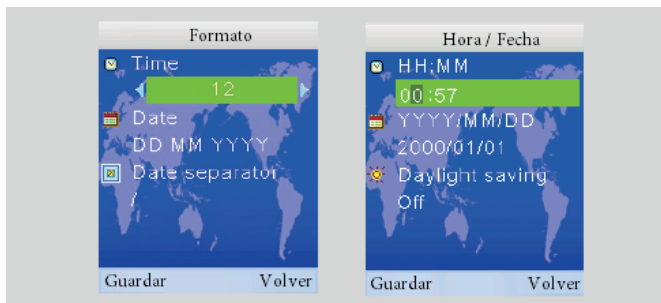 Formato
Time
12
Date
DD MM YYYY
Date separator
/
Guardar Volver
Hora / Fecha
HH:MM
00:57
YYYY/MM/DD
2000/01/01
Daylight saving
Off
Guardar Volver